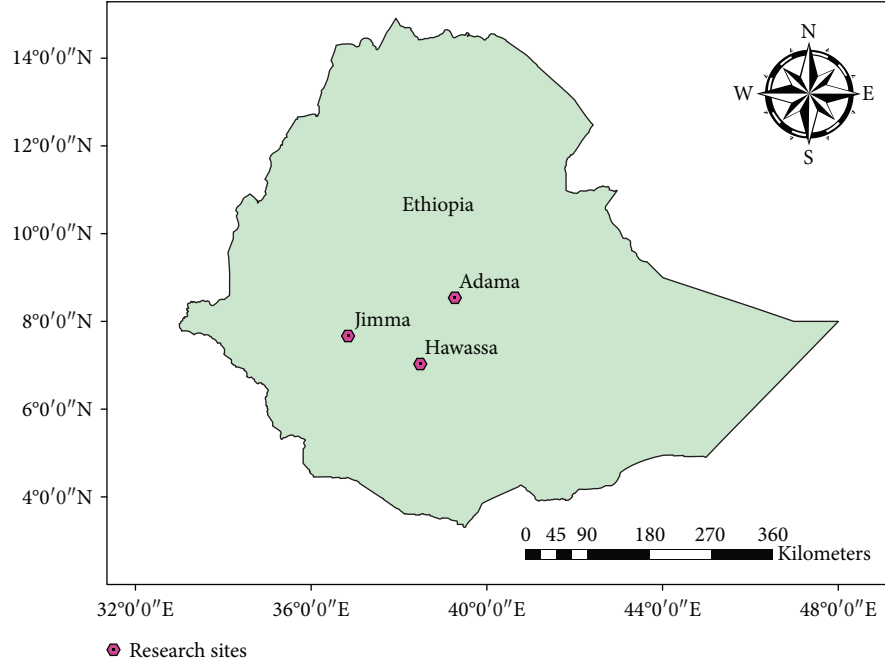 14°0′0″N
12°0′0″N
10°0′0″N
8°0′0″N
6°0′0″N
4°0′0″N
N
W E
S
Ethiopia
Adama
Jimma
Hawassa
0 45 90 180 270 360
Kilometers
32°0′0″E 36°0′0″E 40°0′0″E 44°0′0″E 48°0′0″E
Research sites